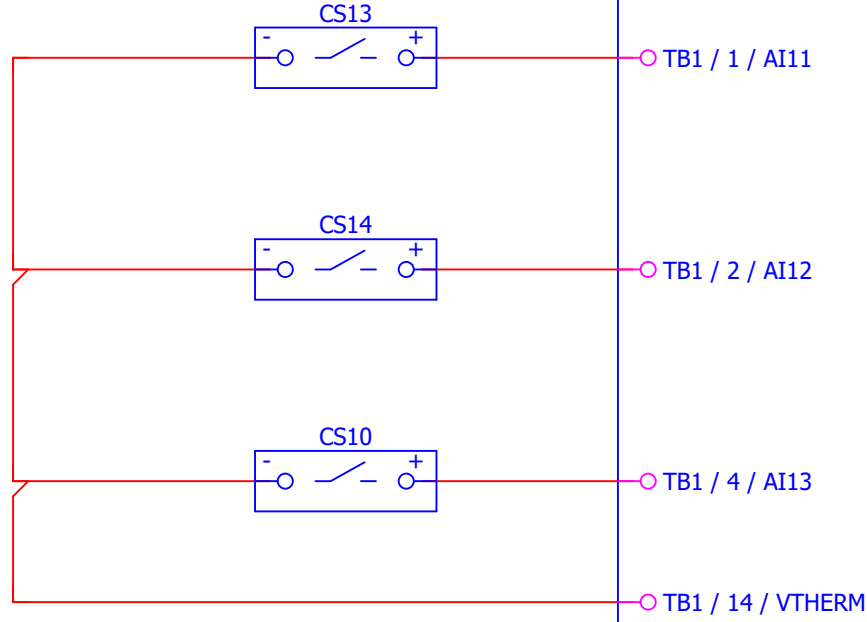 CS13
- +
TB1 / 1 / AI11
CS14
- +
TB1 / 2 / AI12
CS10
- +
TB1 / 4 / AI13
TB1 / 14 / VTHERM